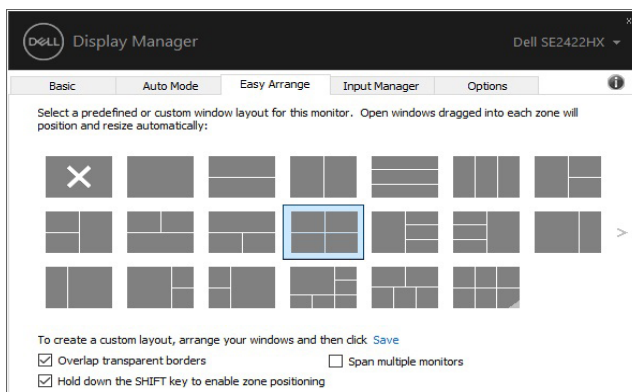 DELL Display Manager Dell SE2422HX
Basic Auto Mode Easy Arrange Input Manager Options
Select a predefined or custom window layout for this monitor. Open windows dragged into each zone will
position and resize automatically:
To create a custom layout, arrange your windows and then click Save
Overlap transparent borders Span multiple monitors
Hold down the SHIFT key to enable zone positioning